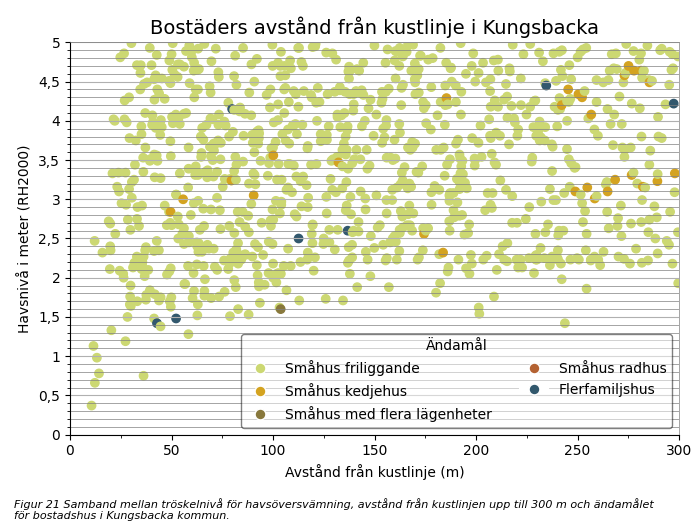 Bostäders avstånd från kustlinje i Kungsbacka
Havsnivå i meter (RH2000)
5
4,5
4
3,5
3
2,5
2
1,5
1
0,5
0
0 50 100 150 200 250 300
Avstånd från kustlinje (m)
Ändamål
Småhus friliggande
Småhus kedjehus
Småhus med flera lägenheter
Småhus radhus
Flerfamiljshus
Figur 21 Samband mellan tröskelnivå för havsöversvämning, avstånd från kustlinjen upp till 300 m och ändamålet
för bostadshus i Kungsbacka kommun.